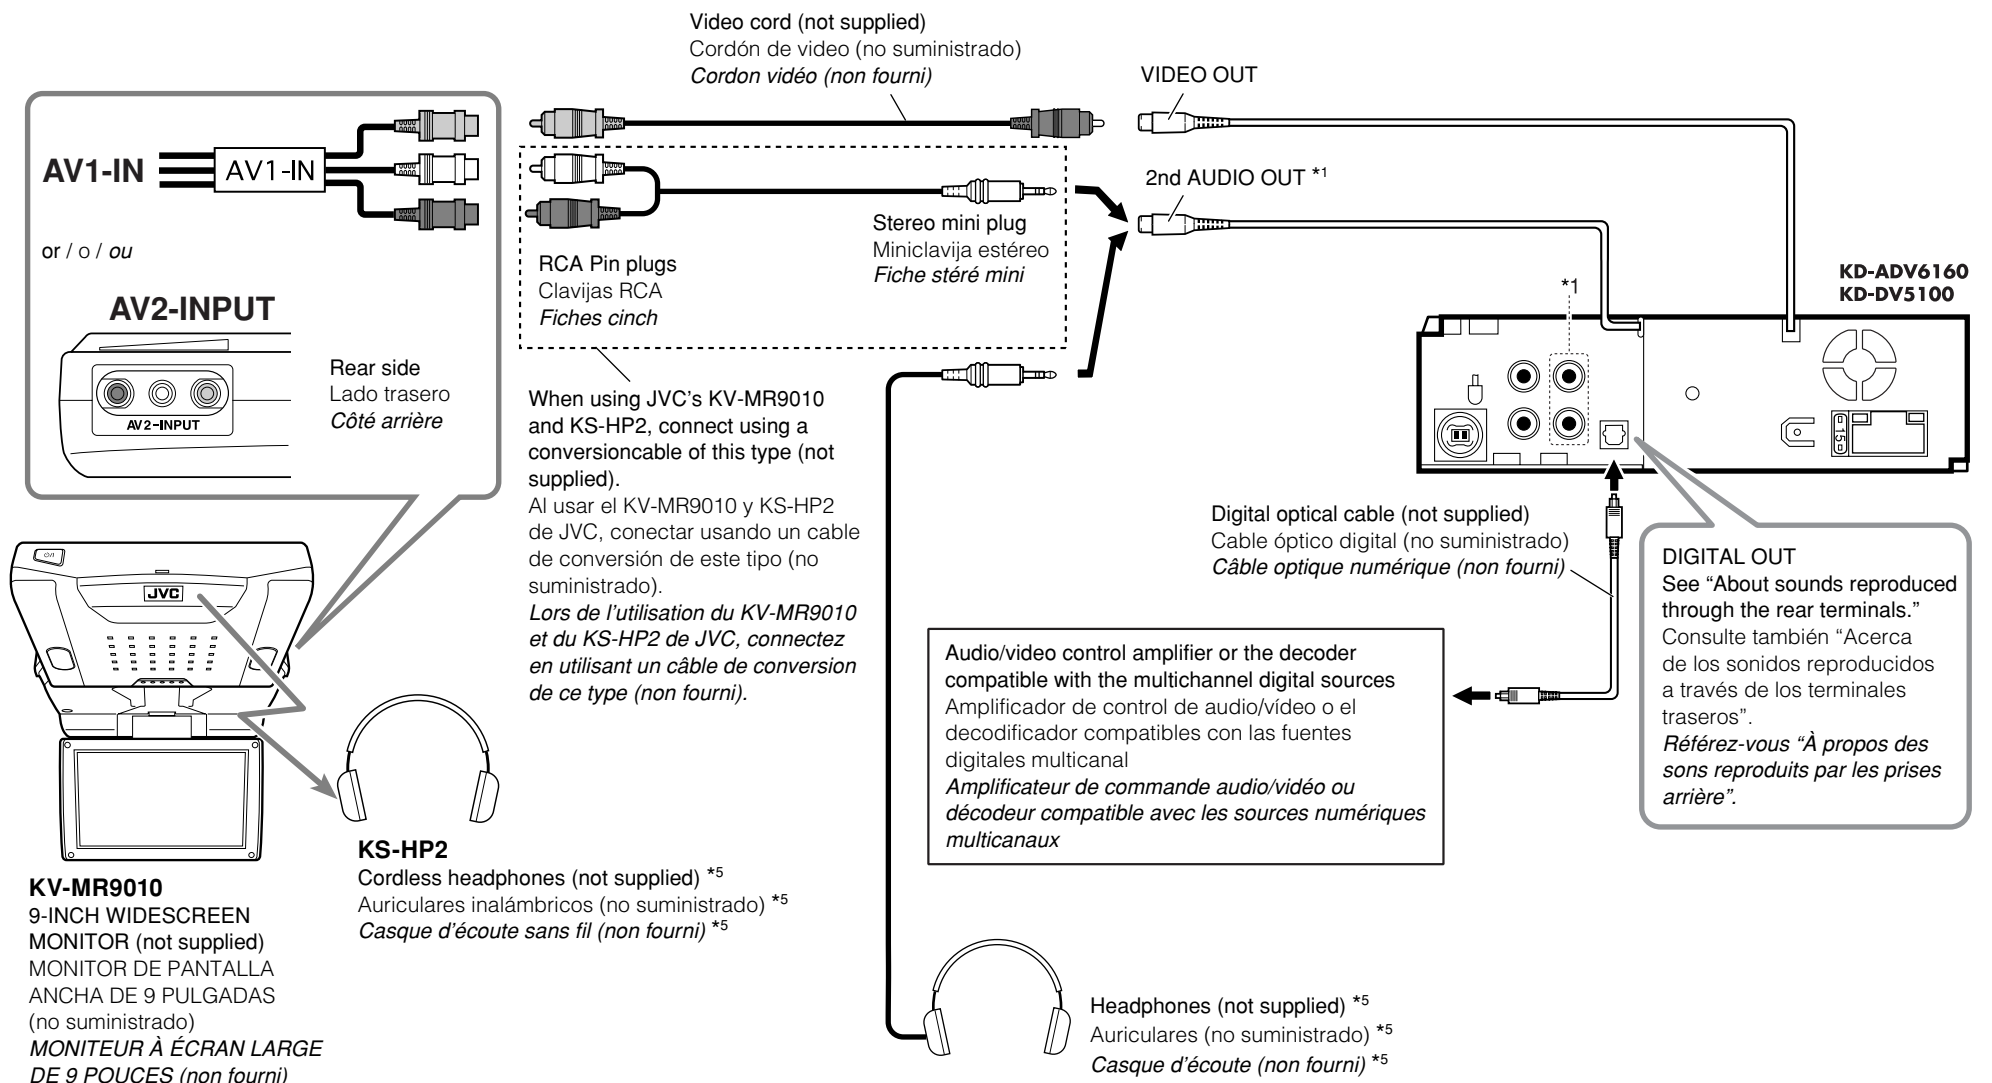 Video cord (not supplied)
Cordón de video (no suministrado)
Cordon vidéo (non fourni)
VIDEO OUT
AV1-IN
AV1-IN
2nd AUDIO OUT *1
or / o / ou
Stereo mini plug
Miniclavija estéreo
Fiche stéré mini
RCA Pin plugs
Clavijas RCA
Fiches cinch
KD-ADV6160
KD-DV5100
*1
AV2-INPUT
Rear side
Lado trasero
Côté arrière
AV2-INPUT
15
When using JVC's KV-MR9010
and KS-HP2, connect using a
conversioncable of this type (not
supplied).
Al usar el KV-MR9010 y KS-HP2
de JVC, conectar usando un cable
de conversión de este tipo (no
suministrado).
Lors de l'utilisation du KV-MR9010
et du KS-HP2 de JVC, connectez
en utilisant un câble de conversion
de ce type (non fourni).
Digital optical cable (not supplied)
Cable óptico digital (no suministrado)
Câble optique numérique (non fourni)
DIGITAL OUT
See “About sounds reproduced
through the rear terminals.”
Consulte también “Acerca
de los sonidos reproducidos
a través de los terminales
traseros”.
Référez-vous “À propos des
sons reproduits par les prises
arrière”.
JVC
Audio/video control amplifier or the decoder
compatible with the multichannel digital sources
Amplificador de control de audio/vídeo o el
decodificador compatibles con las fuentes
digitales multicanal
Amplificateur de commande audio/vidéo ou
décodeur compatible avec les sources numériques
multicanaux
KS-HP2
Cordless headphones (not supplied) *5
Auriculares inalámbricos (no suministrado) *5
Casque d'écoute sans fil (non fourni) *5
KV-MR9010
9-INCH WIDESCREEN
MONITOR (not supplied)
MONITOR DE PANTALLA
ANCHA DE 9 PULGADAS
(no suministrado)
MONITEUR À ÉCRAN LARGE
DE 9 POUCES (non fourni)
Headphones (not supplied) *5
Auriculares (no suministrado) *5
Casque d'écoute (non fourni) *5